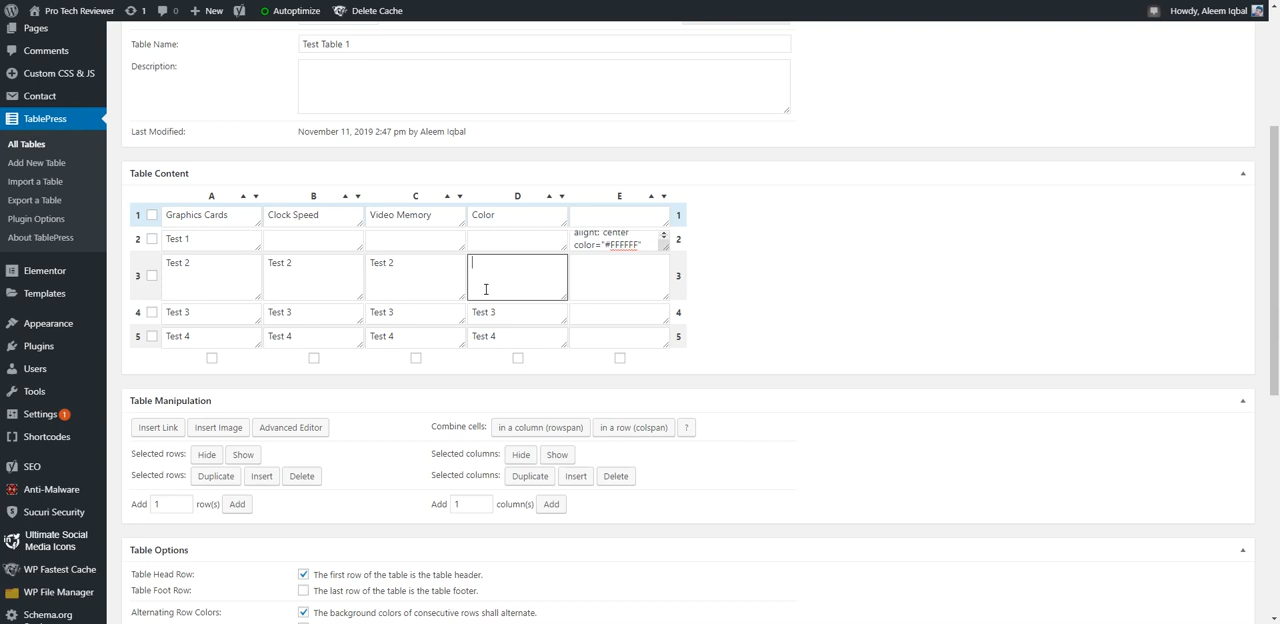 Pro Tech Reviewer 1 0 New Autoptimize Delete Cache Howdy, Aleem Iqbal
Pages
Comments
Custom CSS & JS
Contact
TablePress
All Tables
Add New Table
Import a Table
Export a Table
Plugin Options
About TablePress
Elementor
Templates
Appearance
Plugins
Users
Tools
Settings 1
Shortcodes
SEO
Anti-Malware
Sucuri Security
Ultimate Social
Media Icons
WP Fastest Cache
WP File Manager
Schema.org
Table Name: Test Table 1
Description:
Last Modified: November 11, 2019 2:47 pm by Aleem Iqbal
Table Content
A B C D E
1 Graphics Cards Clock Speed Video Memory Color 1
2 Test 1 alight: center 2
color="#FFFFFF"
3 Test 2 Test 2 Test 2 3
4 Test 3 Test 3 Test 3 Test 3 4
5 Test 4 Test 4 Test 4 Test 4 5
Table Manipulation
Insert Link Insert Image Advanced Editor Combine cells: in a column (rowspan) in a row (colspan) ?
Selected rows: Hide Show Selected columns: Hide Show
Selected rows: Duplicate Insert Delete Selected columns: Duplicate Insert Delete
Add 1 row(s) Add Add 1 column(s) Add
Table Options
Table Head Row: The first row of the table is the table header.
Table Foot Row: The last row of the table is the table footer.
Alternating Row Colors: The background colors of consecutive rows shall alternate.